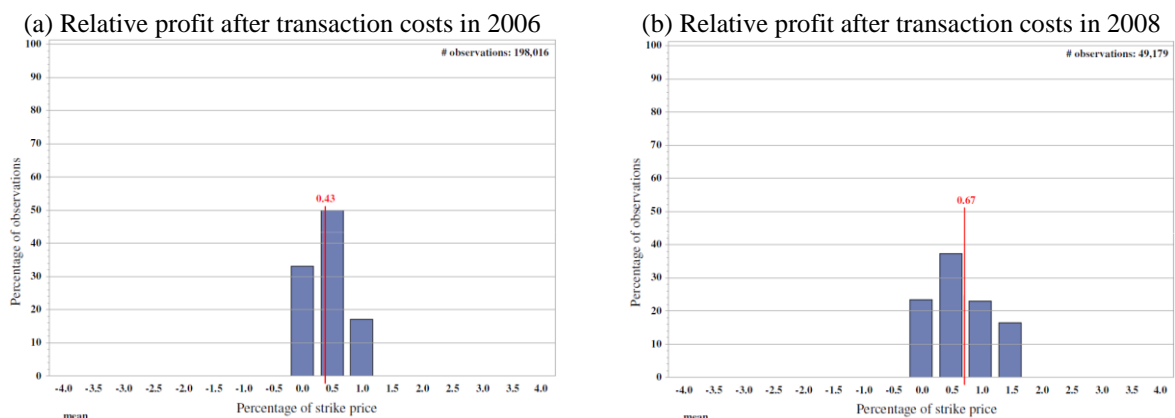 (a) Relative profit after transaction costs in 2006
# observations: 198,016
100
90
80
70
60
50
40
30
20
10
0
Percentage of observations
0.43
-4.0 -3.5 -3.0 -2.5 -2.0 -1.5 -1.0 -0.5 0.0 0.5 1.0 1.5 2.0 2.5 3.0 3.5 4.0
Percentage of strike price
mean
(b) Relative profit after transaction costs in 2008
# observations: 49,179
100
90
80
70
60
50
40
30
20
10
0
Percentage of observations
0.67
-4.0 -3.5 -3.0 -2.5 -2.0 -1.5 -1.0 -0.5 0.0 0.5 1.0 1.5 2.0 2.5 3.0 3.5 4.0
Percentage of strike price
mean